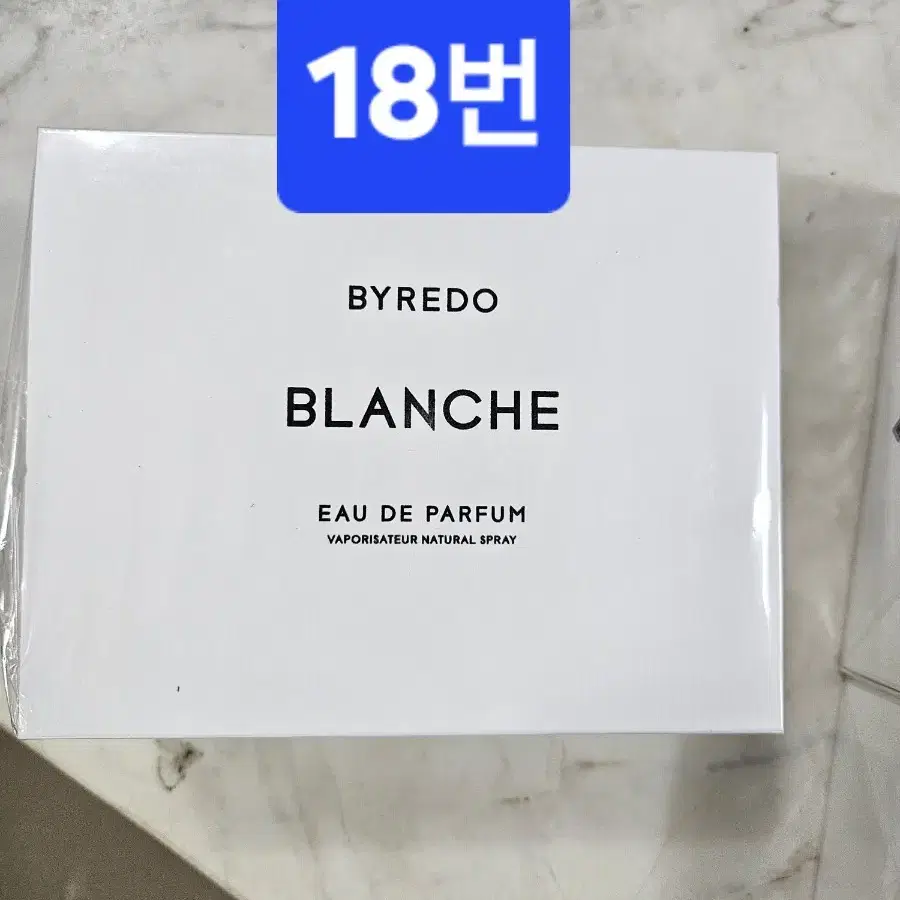 18번
BYREDO
BLANCHE
EAU DE PARFUM
VAPORISATEUR NATURAL SPRAY